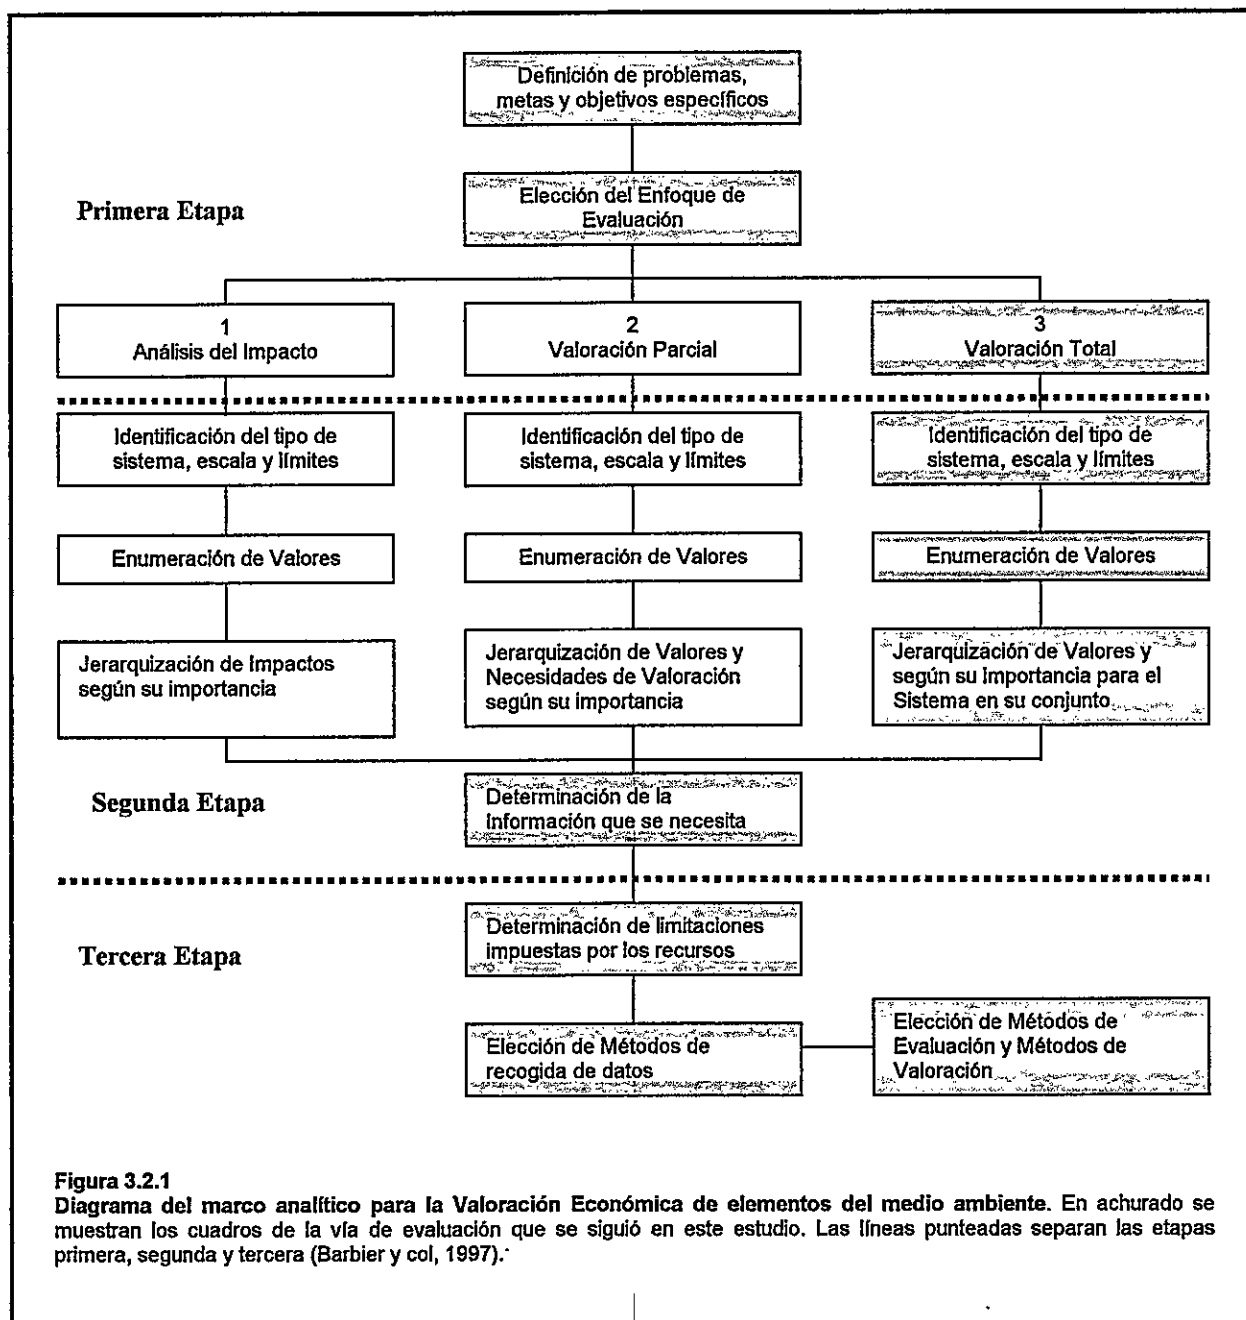 Definición de problemas,
metas y objetivos específicos
Primera Etapa
Elección del Enfoque de
Evaluación
1
Análisis del Impacto
2
Valoración Parcial
3
Valoración Total
Identificación del tipo de
sistema, escala y límites
Identificación del tipo de
sistema, escala y límites
Identificación del tipo de
sistema, escala y límites
Enumeración de Valores
Enumeración de Valores
Enumeración de Valores
Jerarquización de Impactos
según su importancia
Jerarquización de Valores y
Necesidades de Valoración
según su importancia
Jerarquización de Valores y
según su Importancia para el
Sistema en su conjunto
Segunda Etapa
Determinación de la
Información que se necesita
Tercera Etapa
Determinación de limitaciones
impuestas por los recursos
Elección de Métodos de
recogida de datos
Elección de Métodos de
Evaluación y Métodos de
Valoración
Figura 3.2.1
Diagrama del marco analítico para la Valoración Económica de elementos del medio ambiente. En achurado se
muestran los cuadros de la vía de evaluación que se siguió en este estudio. Las líneas punteadas separan las etapas
primera, segunda y tercera (Barbier y col, 1997).